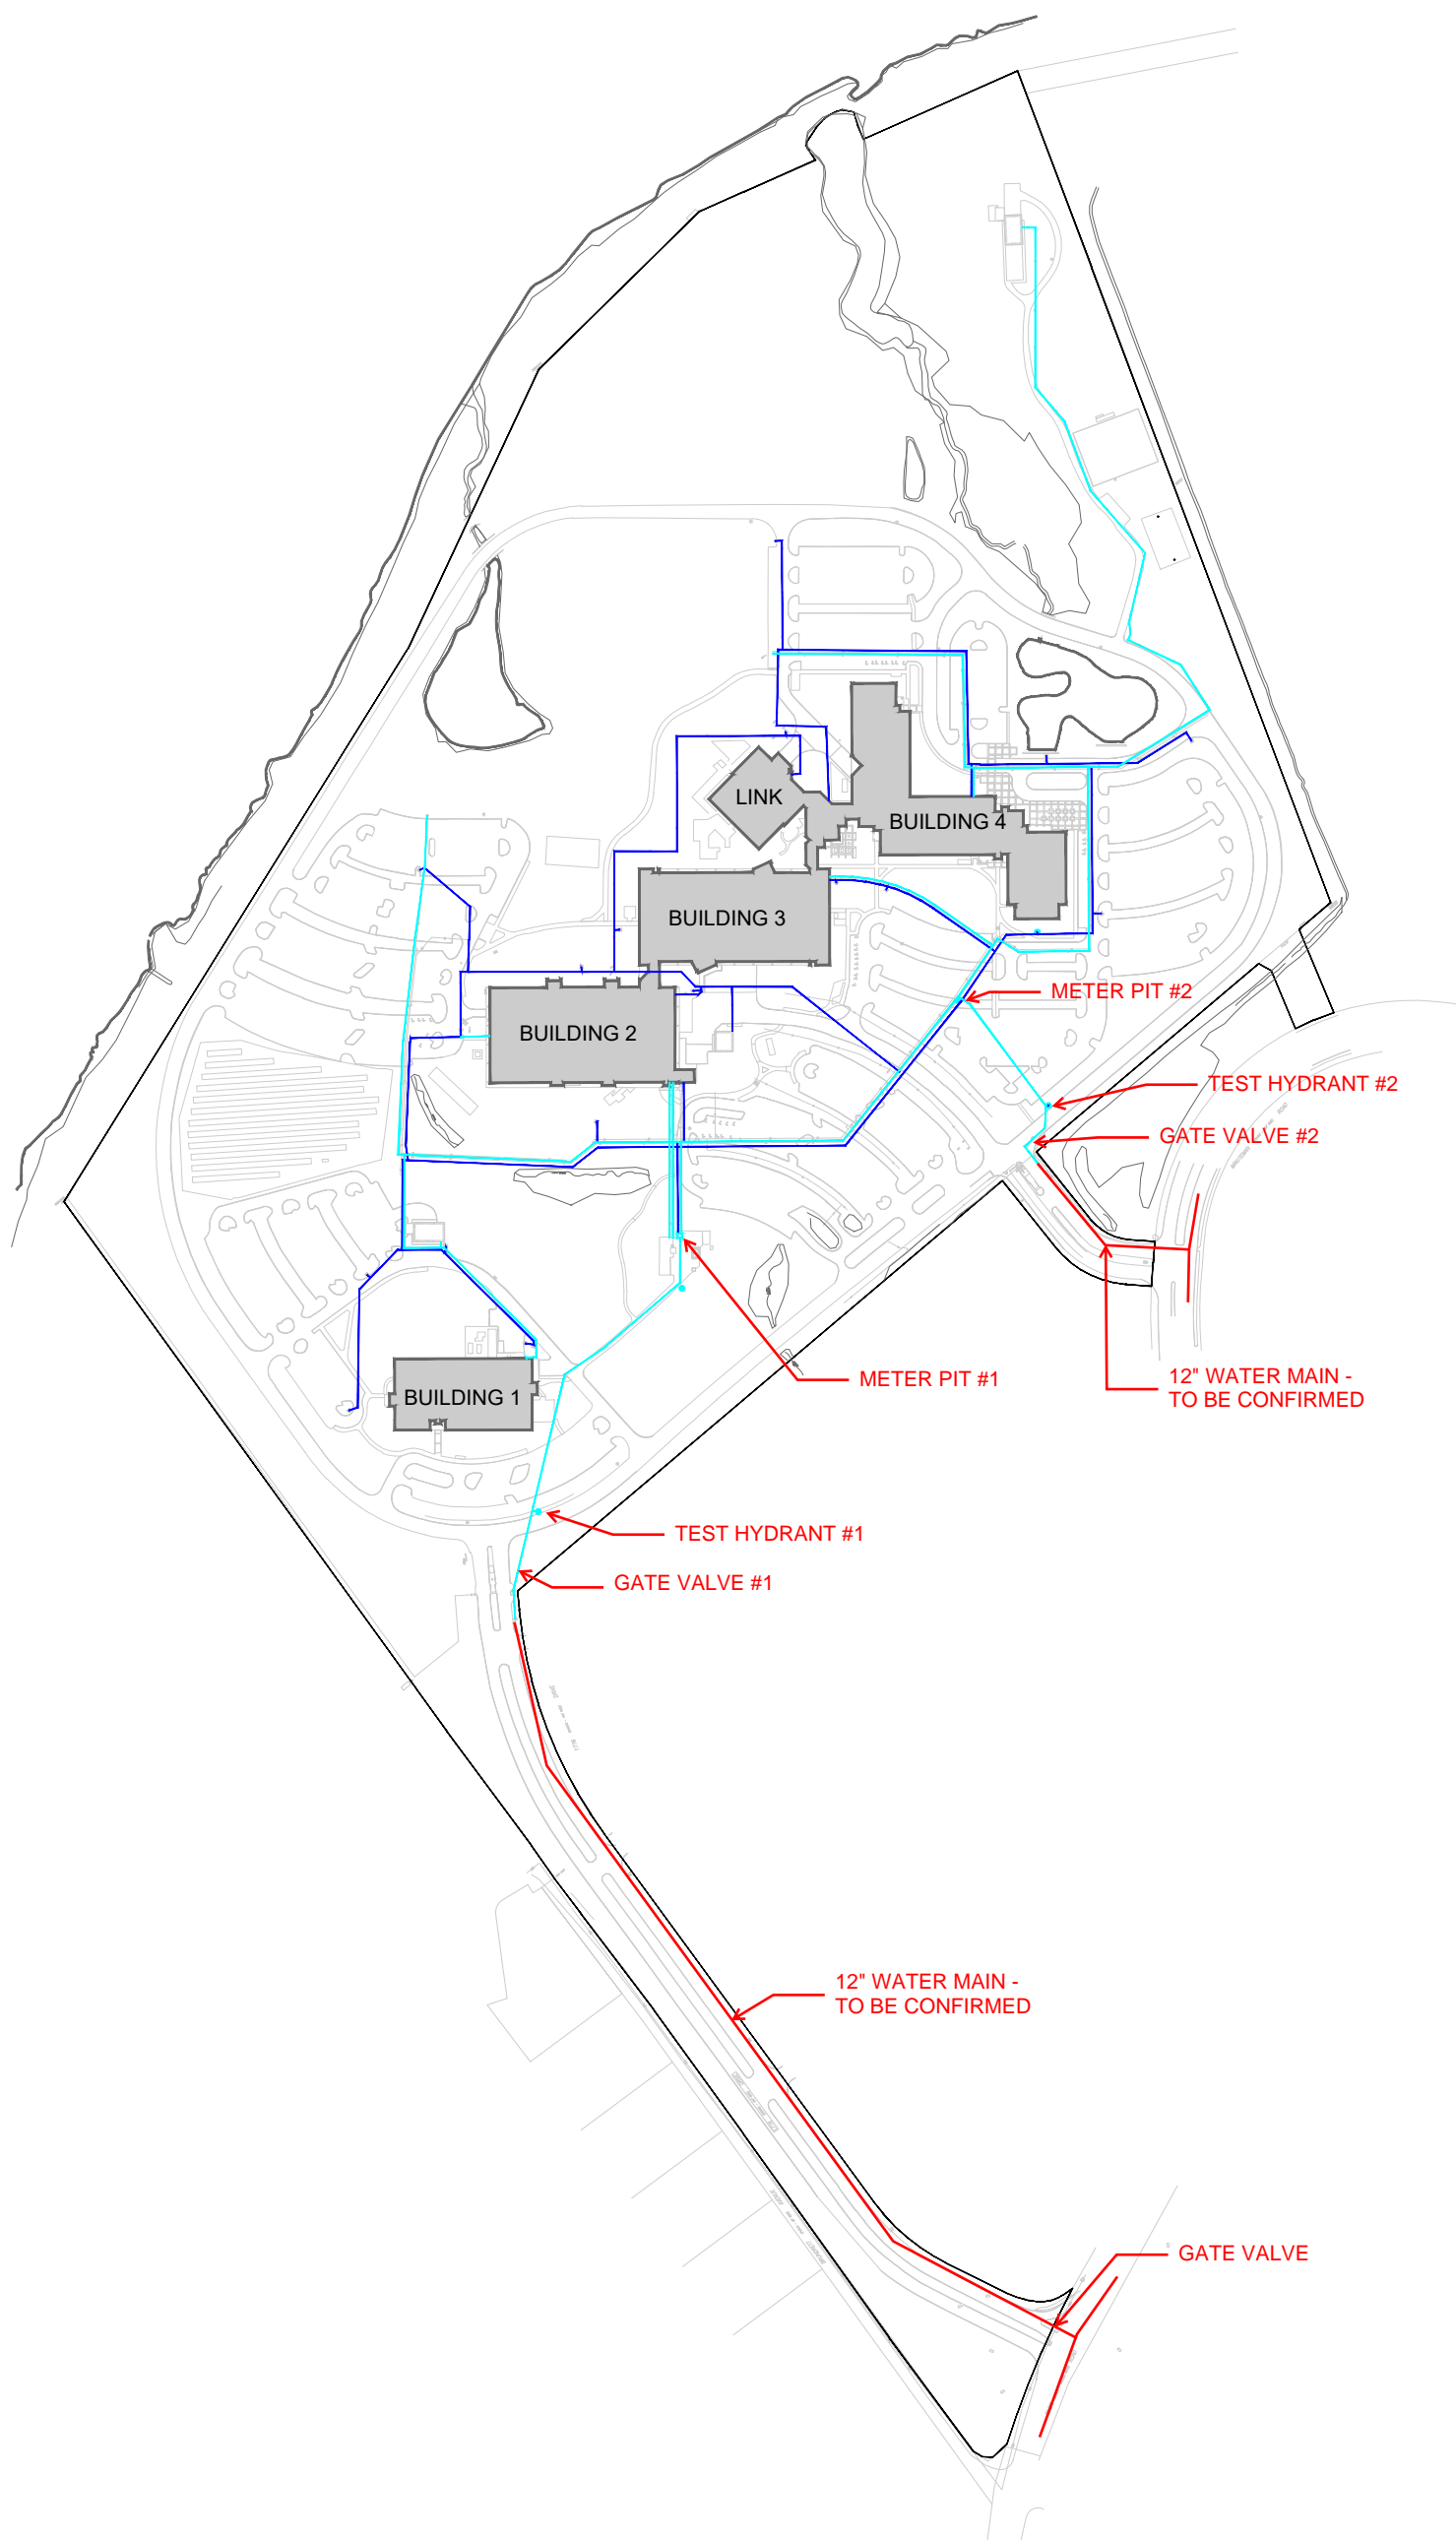 LINK
BUILDING 4
BUILDING 3
METER PIT #2
BUILDING 2
TEST HYDRANT #2
GATE VALVE #2
12" WATER MAIN -
TO BE CONFIRMED
METER PIT #1
BUILDING 1
TEST HYDRANT #1
GATE VALVE #1
12" WATER MAIN -
TO BE CONFIRMED
GATE VALVE